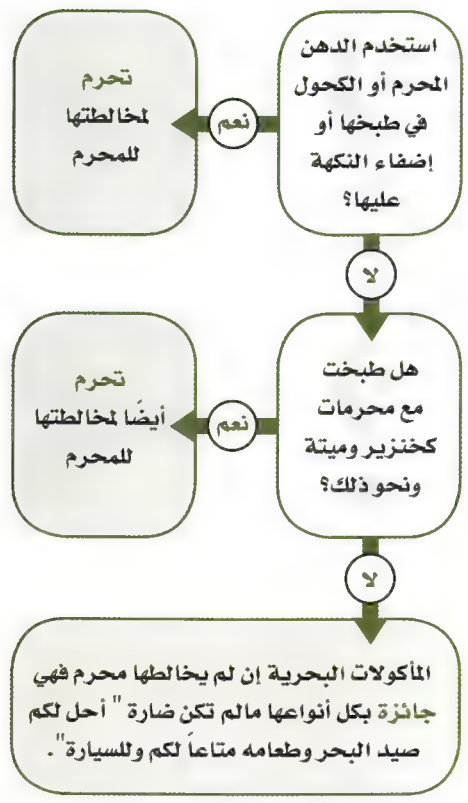 استخدم الدهن
المحرم أو الكحول
في طبخها أو
إضفاء النكهة
عليها؟
نعم
تحرم
لمخالطتها
للمحرم
لا
هل طبخت
مع محرمات
كخنزير وميتة
ونحو ذلك؟
نعم
تحرم
أيضًا لمخالطتها
للمحرم
لا
المأكولات البحرية إن لم يخالطها محرم فهي
جائزة بكل أنواعها مالم تكن ضارة " أحل لكم
صيد البحر وطعامه متاعاً لكم وللسيارة".